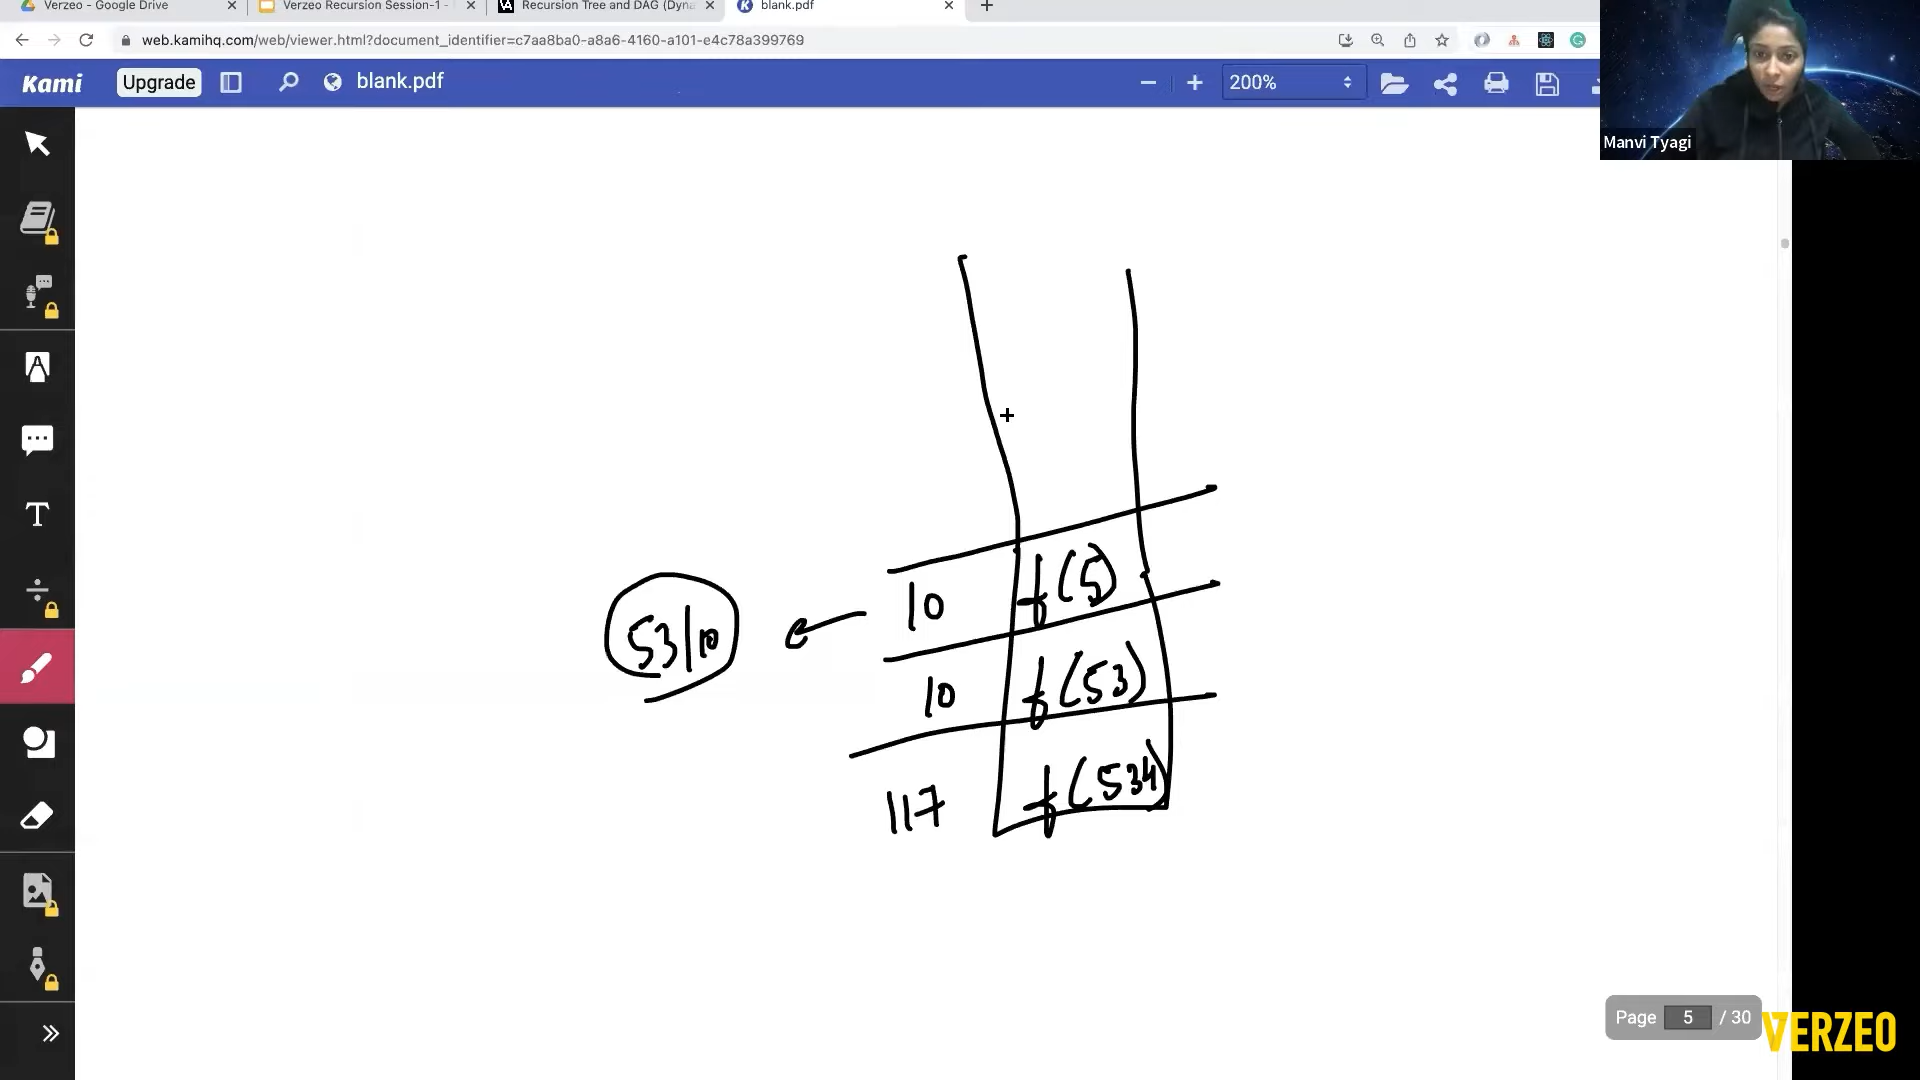 Verzeo - Google Drive
Verzeo Recursion Session-1 -
Recursion Tree and DAG (Dyna
blank.pdf
web.kamihq.com/web/viewer.html?document_identifier=c7aa8ba0-a8a6-4160-a101-e4c78a399769
Kami
Upgrade
blank.pdf
200%
Manvi Tyagi
10 f(5)
53/10
10 f(53)
117 f(534)
Page 5 / 30
VERZEO